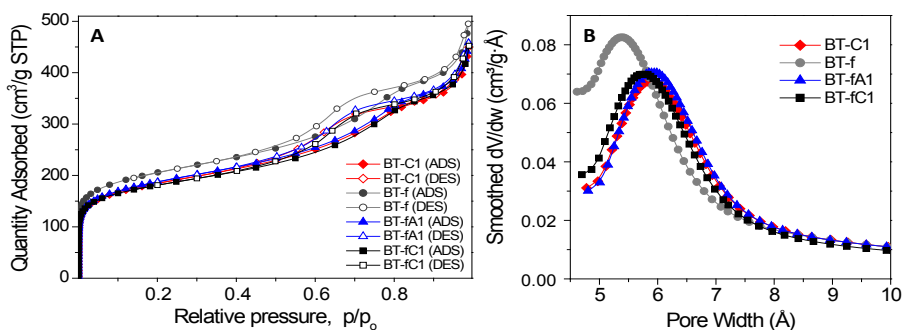 A
Quantity Adsorbed (cm³/g STP)
500
400
300
200
100
0
0.2
0.4
0.6
0.8
1.0
Relative pressure, p/pₒ
BT-C1 (ADS)
BT-C1 (DES)
BT-f (ADS)
BT-f (DES)
BT-fA1 (ADS)
BT-fA1 (DES)
BT-fC1 (ADS)
BT-fC1 (DES)
B
Smoothed dV/dw (cm³/g·Å)
0.08
0.06
0.04
0.02
0.00
5
6
7
8
9
10
Pore Width (Å)
BT-C1
BT-f
BT-fA1
BT-fC1